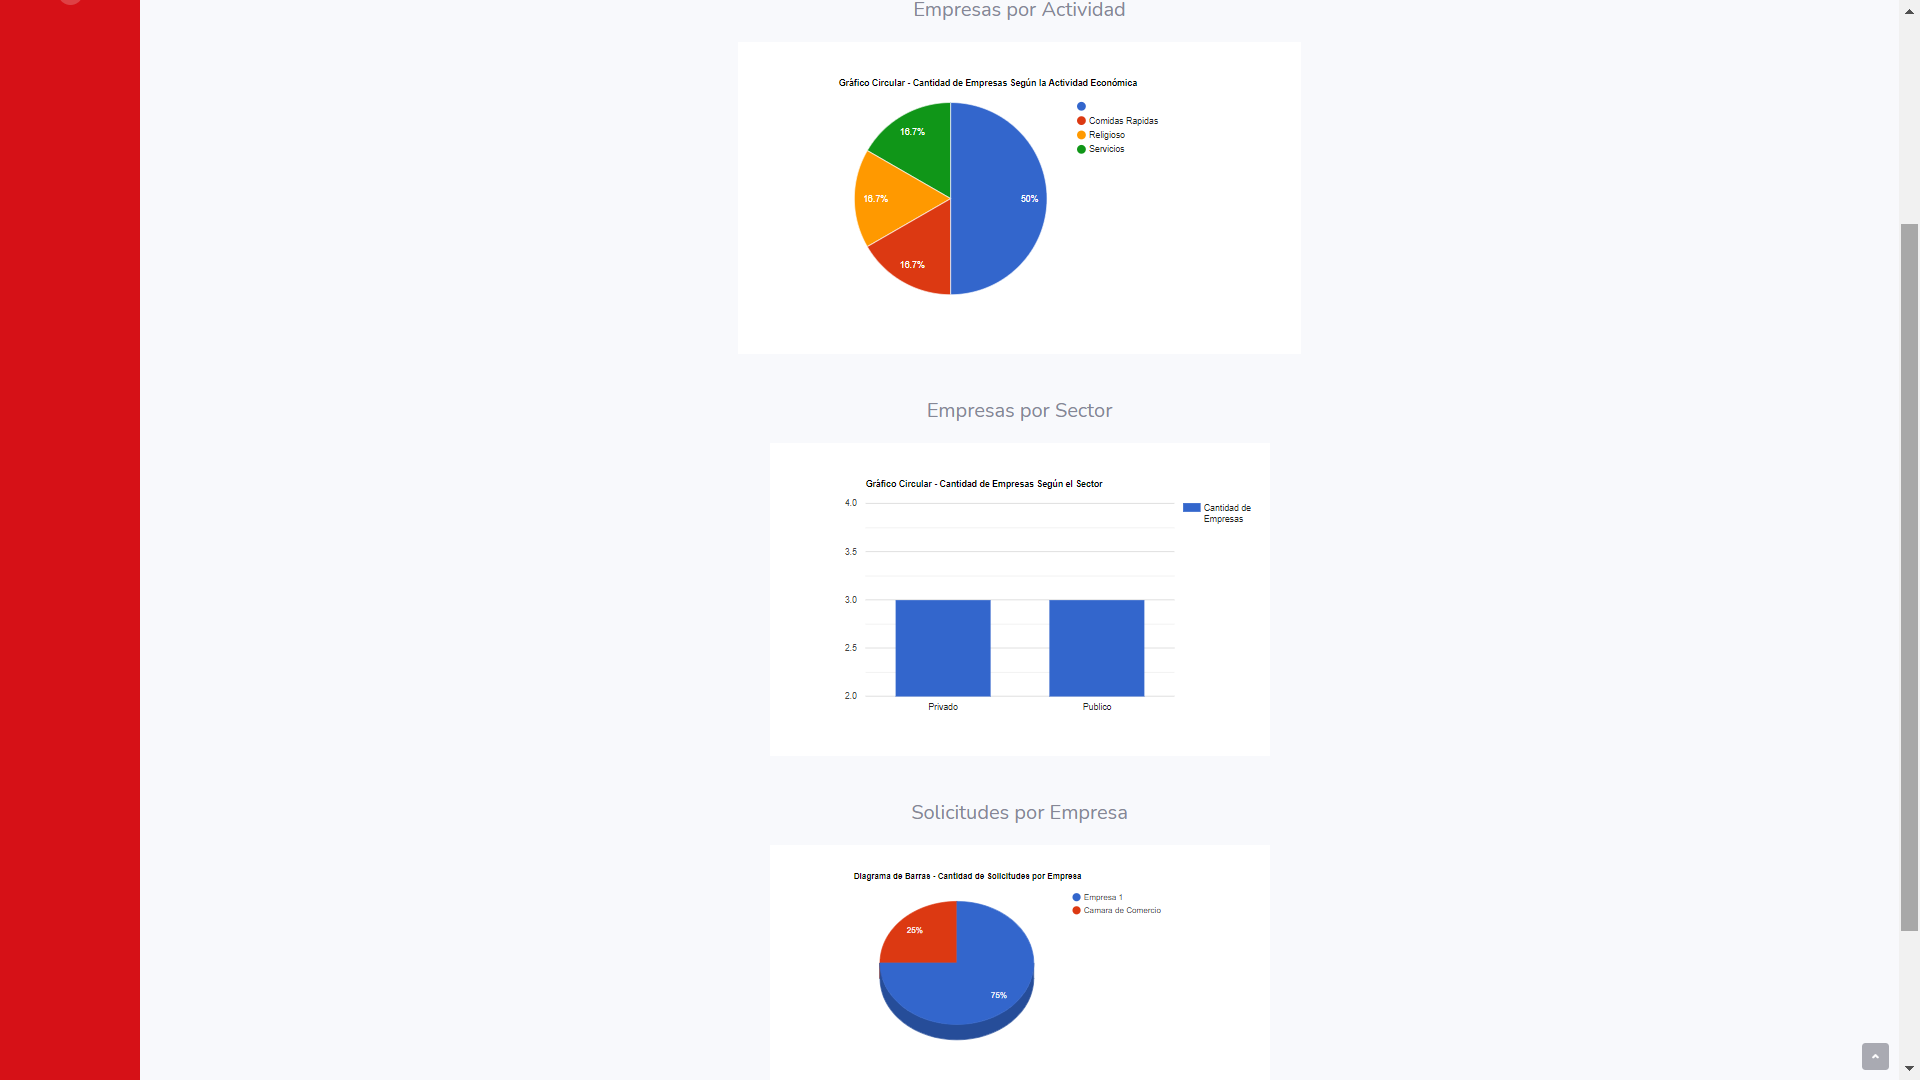 Empresas por Actividad
Gráfico Circular - Cantidad de Empresas Según la Actividad Económica
Comidas Rapidas
Religioso
Servicios
16.7%
16.7%
50%
16.7%
Empresas por Sector
Gráfico Circular - Cantidad de Empresas Según el Sector
4.0
3.5
3.0
2.5
2.0
Cantidad de
Empresas
Privado
Publico
Solicitudes por Empresa
Diagrama de Barras - Cantidad de Solicitudes por Empresa
Empresa 1
Camara de Comercio
25%
75%